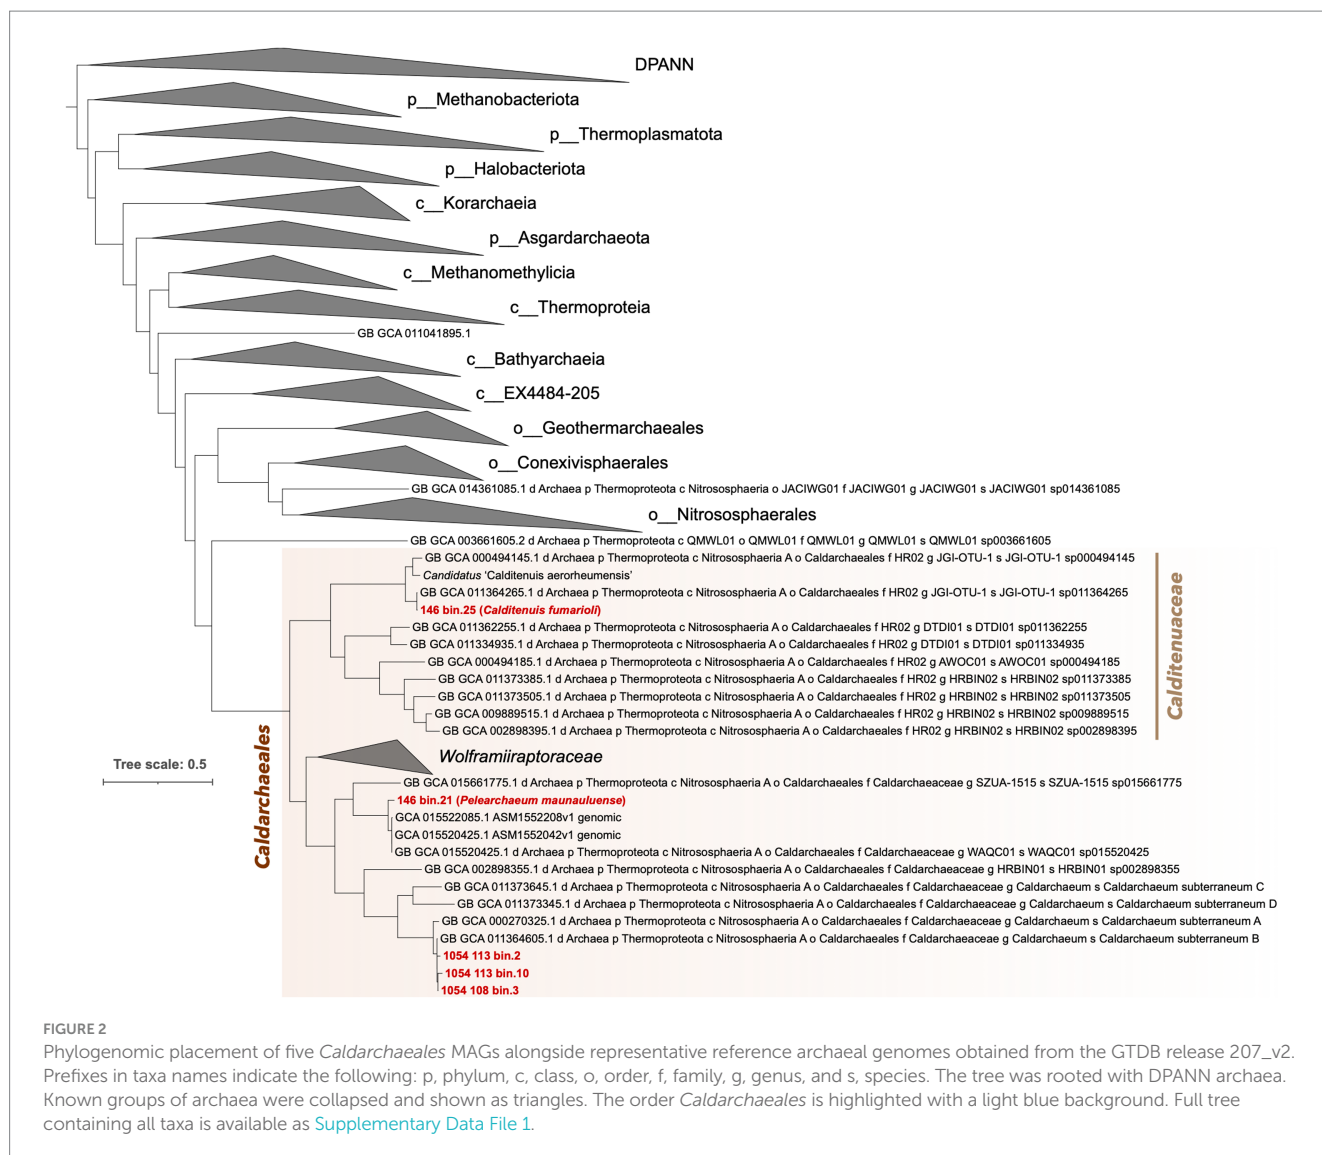 DPANN
p__Methanobacteriota
p__Thermoplasmatota
p__Halobacteriota
c__Korarchaeia
p__Asgardarchaeota
c__Methanomethylicia
c__Thermoproteia
GB GCA 011041895.1
c__Bathyarchaeia
c__EX4484-205
o__Geothermarchaeales
o__Conexivisphaerales
GB GCA 014361085.1 d Archaea p Thermoproteota c Nitrososphaeria o JACIWG01 f JACIWG01 g JACIWG01 s JACIWG01 sp014361085
o__Nitrososphaerales
GB GCA 003661605.2 d Archaea p Thermoproteota c QMWL01 o QMWL01 f QMWL01 g QMWL01 s QMWL01 sp003661605
GB GCA 000494145.1 d Archaea p Thermoproteota c Nitrososphaeria A o Caldarchaeales f HR02 g JGI-OTU-1 s JGI-OTU-1 sp000494145
Candidatus ‘Calditenuis aerorheumensis’
GB GCA 011364265.1 d Archaea p Thermoproteota c Nitrososphaeria A o Caldarchaeales f HR02 g JGI-OTU-1 s JGI-OTU-1 sp011364265
146 bin.25 (Calditenuis fumarioli)
GB GCA 011362255.1 d Archaea p Thermoproteota c Nitrososphaeria A o Caldarchaeales f HR02 g DTDI01 s DTDI01 sp011362255
GB GCA 011334935.1 d Archaea p Thermoproteota c Nitrososphaeria A o Caldarchaeales f HR02 g DTDI01 s DTDI01 sp011334935
GB GCA 000494185.1 d Archaea p Thermoproteota c Nitrososphaeria A o Caldarchaeales f HR02 g AWOC01 s AWOC01 sp000494185
GB GCA 011373385.1 d Archaea p Thermoproteota c Nitrososphaeria A o Caldarchaeales f HR02 g HRBIN02 s HRBIN02 sp011373385
GB GCA 011373505.1 d Archaea p Thermoproteota c Nitrososphaeria A o Caldarchaeales f HR02 g HRBIN02 s HRBIN02 sp011373505
GB GCA 009889515.1 d Archaea p Thermoproteota c Nitrososphaeria A o Caldarchaeales f HR02 g HRBIN02 s HRBIN02 sp009889515
GB GCA 002898395.1 d Archaea p Thermoproteota c Nitrososphaeria A o Caldarchaeales f HR02 g HRBIN02 s HRBIN02 sp002898395
Calditenuaceae
Wolframiiraptoraceae
Tree scale: 0.5
Caldarchaeales
GB GCA 015661775.1 d Archaea p Thermoproteota c Nitrososphaeria A o Caldarchaeales f Caldarchaeaceae g SZUA-1515 s SZUA-1515 sp015661775
146 bin.21 (Pelearchaeum maunauluense)
GCA 015522085.1 ASM1552208v1 genomic
GCA 015520425.1 ASM1552042v1 genomic
GB GCA 015520425.1 d Archaea p Thermoproteota c Nitrososphaeria A o Caldarchaeales f Caldarchaeaceae g WAQC01 s WAQC01 sp015520425
GB GCA 002898355.1 d Archaea p Thermoproteota c Nitrososphaeria A o Caldarchaeales f Caldarchaeaceae g HRBIN01 s HRBIN01 sp002898355
GB GCA 011373645.1 d Archaea p Thermoproteota c Nitrososphaeria A o Caldarchaeales f Caldarchaeaceae g Caldarchaeum s Caldarchaeum subterraneum C
GB GCA 011373345.1 d Archaea p Thermoproteota c Nitrososphaeria A o Caldarchaeales f Caldarchaeaceae g Caldarchaeum s Caldarchaeum subterraneum D
GB GCA 000270325.1 d Archaea p Thermoproteota c Nitrososphaeria A o Caldarchaeales f Caldarchaeaceae g Caldarchaeum s Caldarchaeum subterraneum A
GB GCA 011364605.1 d Archaea p Thermoproteota c Nitrososphaeria A o Caldarchaeales f Caldarchaeaceae g Caldarchaeum s Caldarchaeum subterraneum B
1054 113 bin.2
1054 113 bin.10
1054 108 bin.3
FIGURE 2
Phylogenomic placement of five Caldarchaeales MAGs alongside representative reference archaeal genomes obtained from the GTDB release 207_v2.
Prefixes in taxa names indicate the following: p, phylum, c, class, o, order, f, family, g, genus, and s, species. The tree was rooted with DPANN archaea.
Known groups of archaea were collapsed and shown as triangles. The order Caldarchaeales is highlighted with a light blue background. Full tree
containing all taxa is available as Supplementary Data File 1.